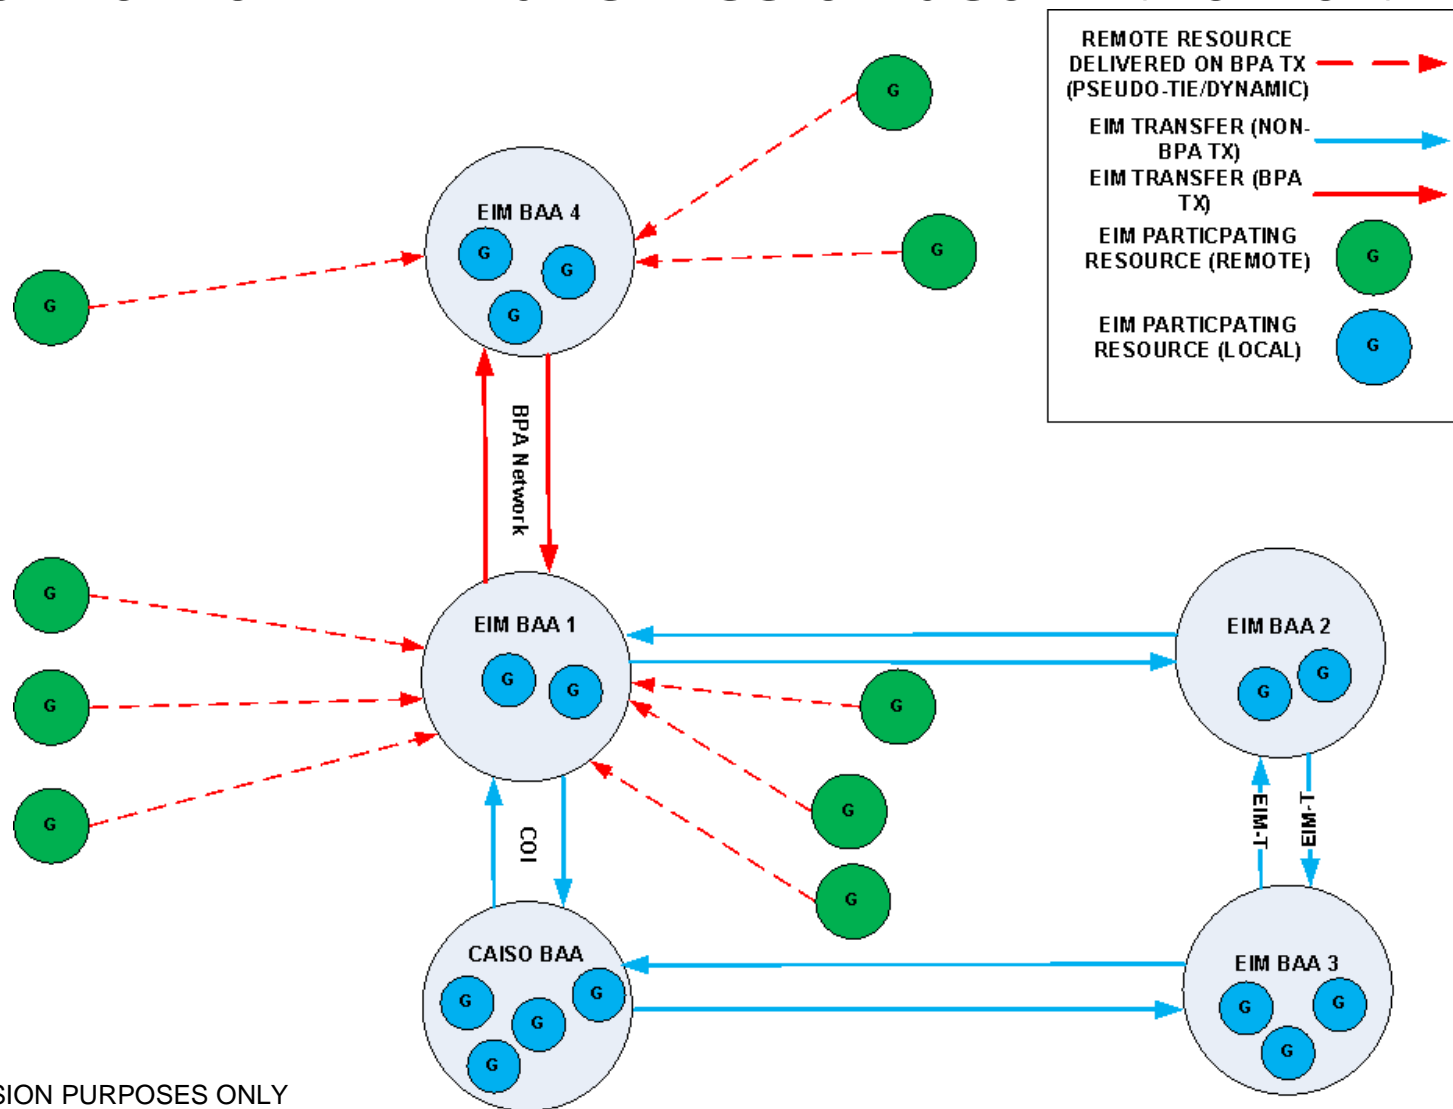 REMOTE RESOURCE
DELIVERED ON BPA TX
(PSEUDO-TIE/DYNAMIC)
EIM TRANSFER (NON-
BPA TX)
EIM TRANSFER (BPA
TX)
EIM PARTICPATING
RESOURCE (REMOTE)
G
EIM PARTICPATING
RESOURCE (LOCAL)
G
G
G
G
EIM BAA 4
G
G
G
BPA Network
G
G
G
EIM BAA 1
G
G
G
G
G
EIM BAA 2
G
G
COI
EIM-T
EIM-T
CAISO BAA
G
G
G
G
EIM BAA 3
G
G
G
SION PURPOSES ONLY